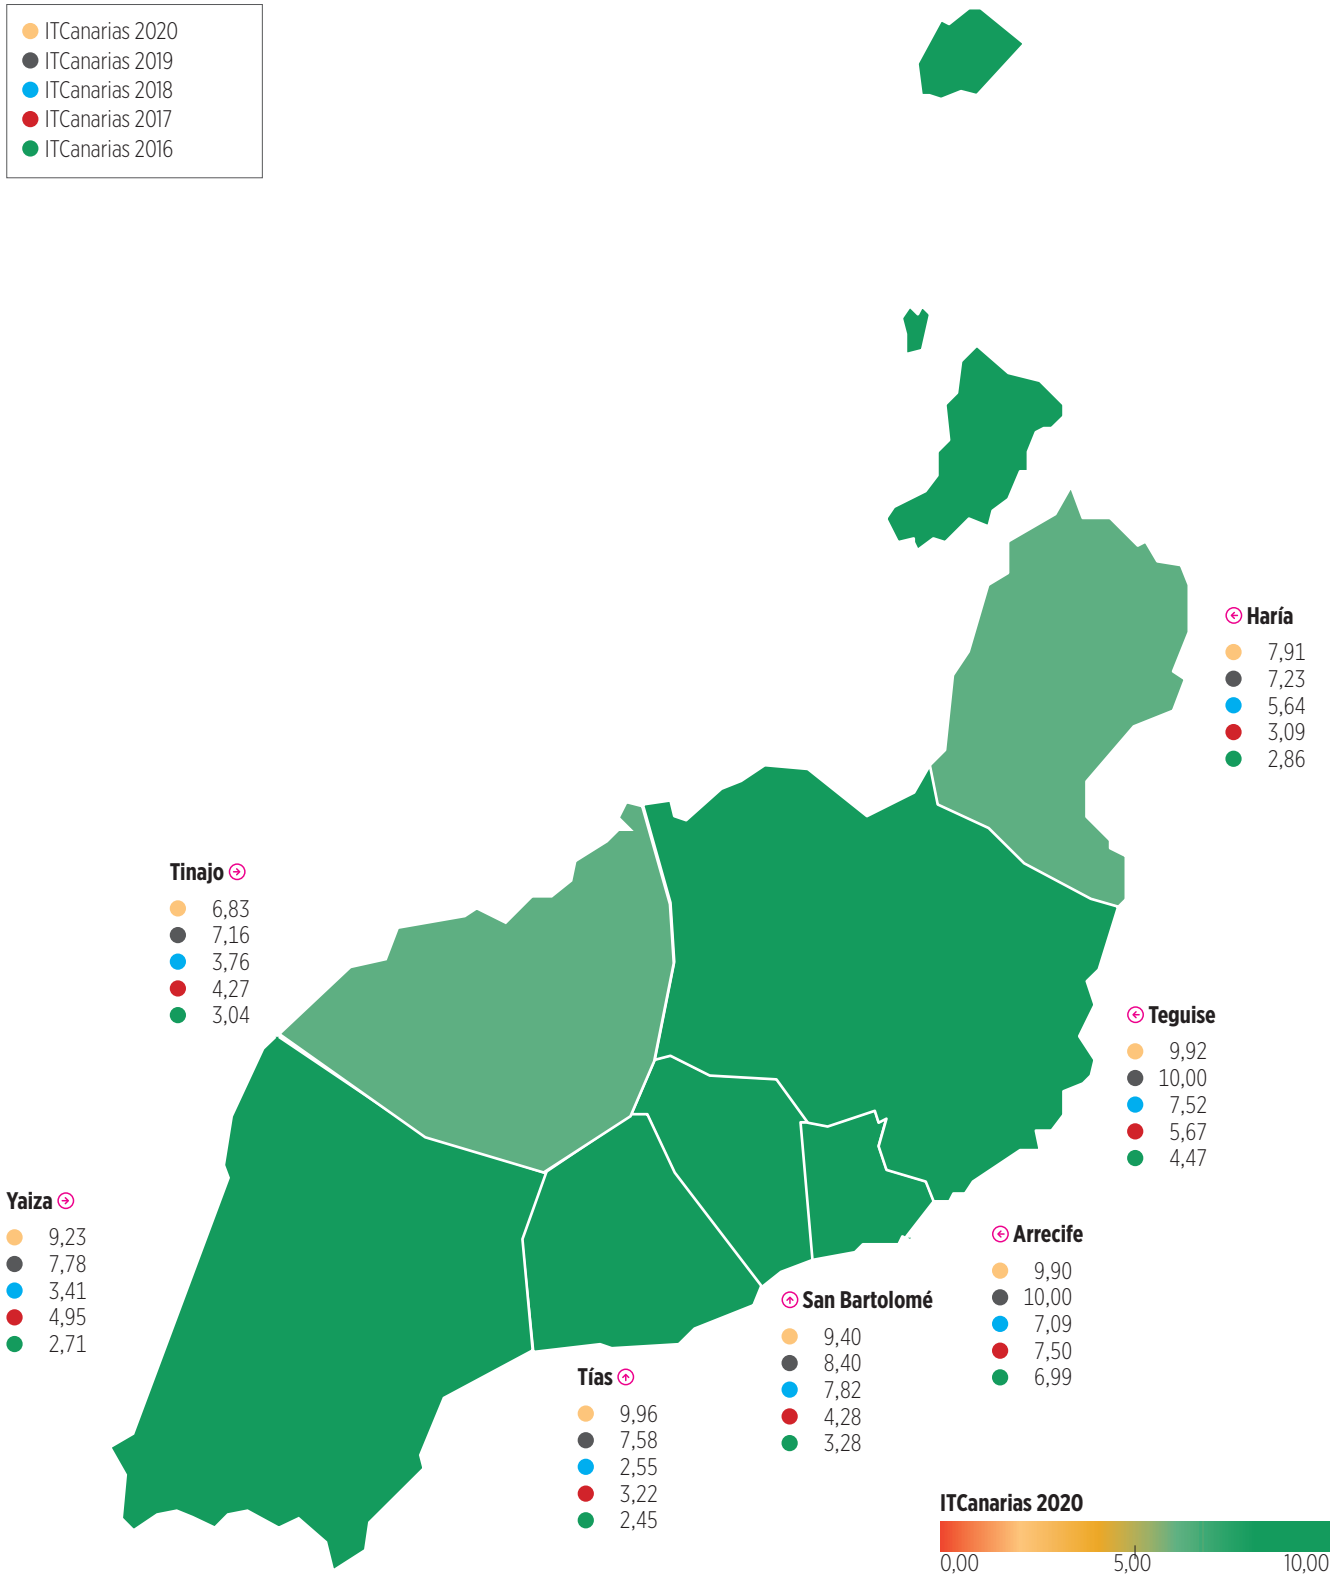 ITCanarias 2020
ITCanarias 2019
ITCanarias 2018
ITCanarias 2017
ITCanarias 2016
Haría
7,91
7,23
5,64
3,09
2,86
Tinajo
6,83
7,16
3,76
4,27
3,04
Teguise
9,92
10,00
7,52
5,67
4,47
Yaiza
9,23
7,78
3,41
4,95
2,71
Arrecife
9,90
10,00
7,09
7,50
6,99
San Bartolomé
9,40
8,40
7,82
4,28
3,28
Tías
9,96
7,58
2,55
3,22
2,45
ITCanarias 2020
0,00 5,00 10,00